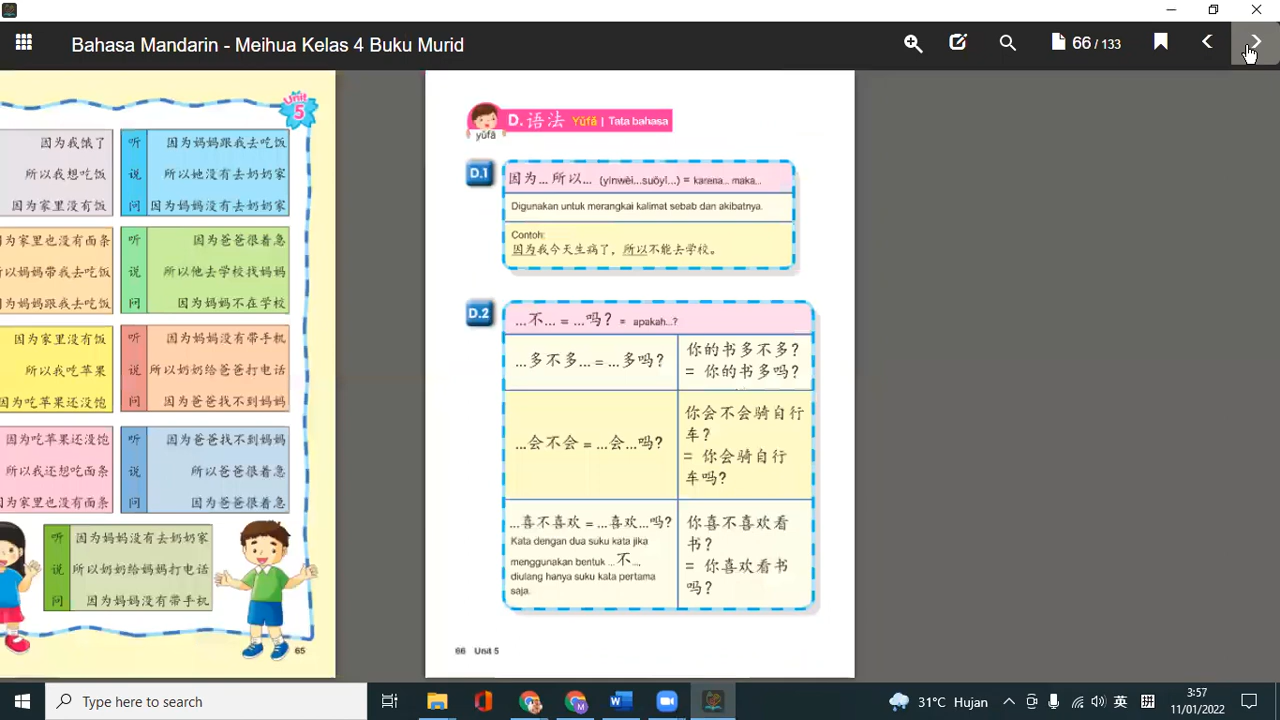 Bahasa Mandarin - Meihua Kelas 4 Buku Murid
66 / 133
Unit
5
因为我饿了
所以我想吃饭
因为家里没有饭
听 因为妈妈跟我去吃饭
说 所以她没有去奶奶家
问 因为妈妈没有去奶奶家
因为家里也没有面条
所以妈妈带我去吃饭
因为妈妈跟我去吃饭
听 因为爸爸很着急
说 所以他去学校找妈妈
问 因为妈妈不在学校
因为家里没有饭
所以我吃苹果
因为吃苹果还没饱
听 因为妈妈没有带手机
说 所以奶奶给爸爸打电话
问 因为爸爸找不到妈妈
因为吃苹果还没饱
所以我还想吃面条
因为家里也没有面条
听 因为爸爸找不到妈妈
说 所以爸爸很着急
问 因为爸爸很着急
听 因为妈妈没有去奶奶家
说 所以奶奶给妈妈打电话
问 因为妈妈没有带手机
65
D. 语法 Yǔfǎ | Tata bahasa
yǔfǎ
D.1
因为... 所以... (yīnwèi...suǒyǐ...) = karena... maka...
Digunakan untuk merangkai kalimat sebab dan akibatnya.
Contoh:
因为我今天生病了，所以不能去学校。
D.2
...不... = ...吗? = apakah...?
...多不多... = ...多吗?
你的书多不多?
= 你的书多吗?
...会不会 = ...会...吗?
你会不会骑自行
车?
= 你会骑自行
车吗?
...喜不喜欢 = ...喜欢...吗?
Kata dengan dua suku kata jika
menggunakan bentuk ...不...,
diulang hanya suku kata pertama
saja.
你喜不喜欢看
书?
= 你喜欢看书
吗?
66 Unit 5
Type here to search
31°C Hujan
英
3:57
11/01/2022